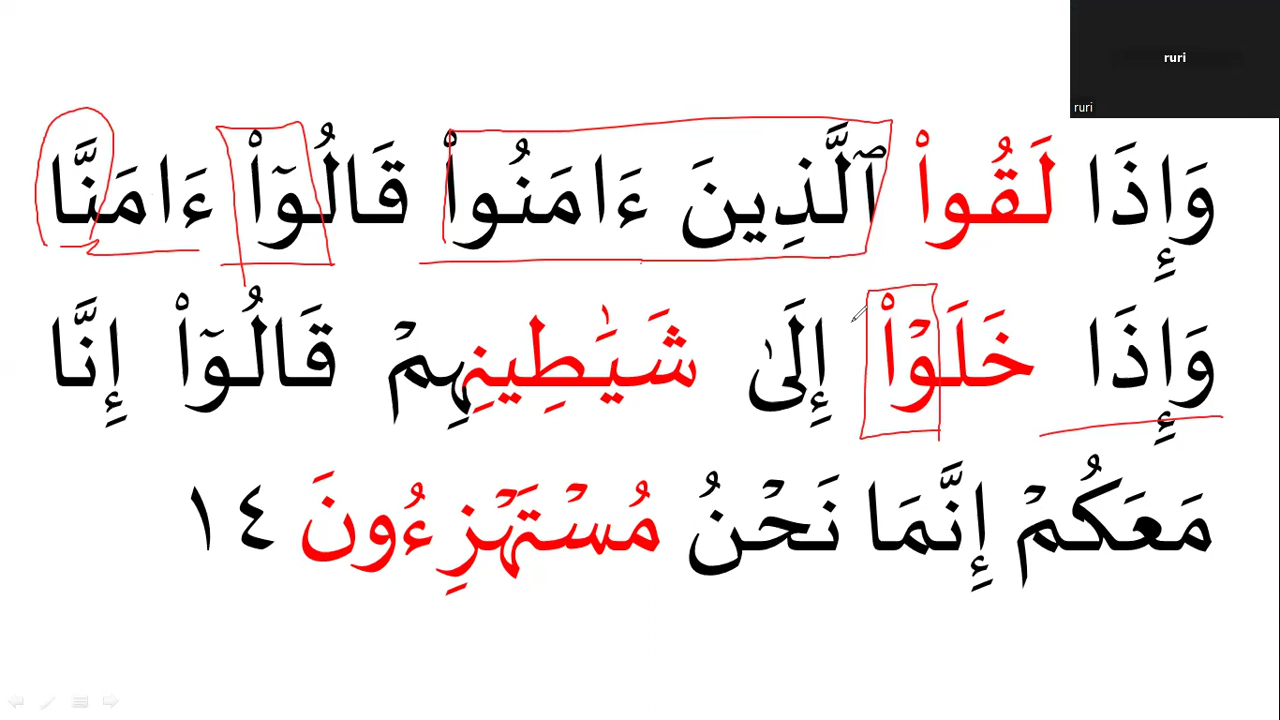 ruri
ruri
وَإِذَا لَقُوا۟ ٱلَّذِينَ ءَامَنُوا۟ قَالُوٓا۟ ءَامَنَّا
وَإِذَا خَلَوْا۟ إِلَىٰ شَيَـٰطِينِهِمْ قَالُوٓا۟ إِنَّا
مَعَكُمْ إِنَّمَا نَحْنُ مُسْتَهْزِءُونَ ١٤